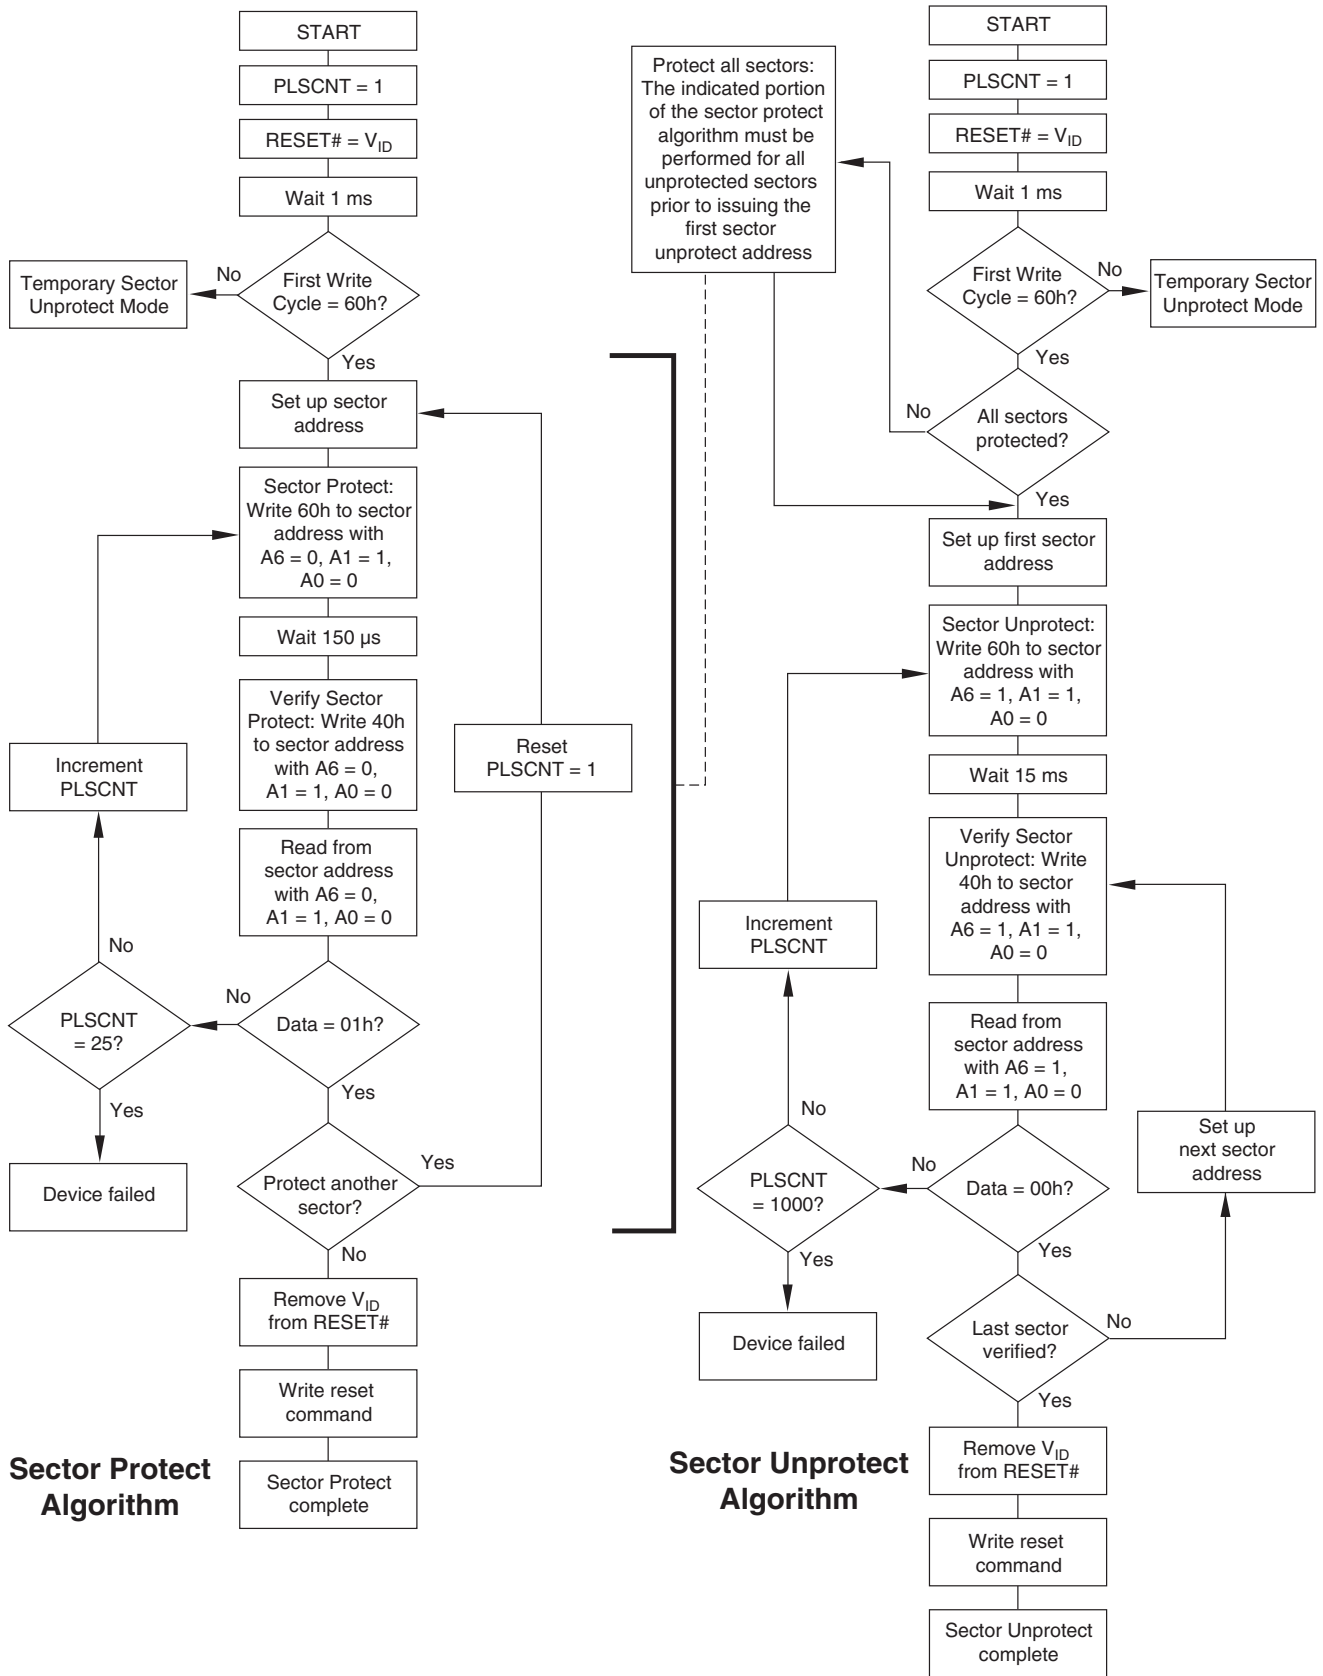 START
PLSCNT = 1
RESET# = VID
Wait 1 ms
First Write
Cycle = 60h?
No
Temporary Sector
Unprotect Mode
Yes
Set up sector
address
Sector Protect:
Write 60h to sector
address with
A6 = 0, A1 = 1,
A0 = 0
Wait 150 µs
Verify Sector
Protect: Write 40h
to sector address
with A6 = 0,
A1 = 1, A0 = 0
Reset
PLSCNT = 1
Increment
PLSCNT
Read from
sector address
with A6 = 0,
A1 = 1, A0 = 0
No
PLSCNT
= 25?
No
Data = 01h?
Yes
Yes
Device failed
Protect another
sector?
Yes
No
Remove VID
from RESET#
Write reset
command
Sector Protect
complete
Sector Protect
Algorithm
Protect all sectors:
The indicated portion
of the sector protect
algorithm must be
performed for all
unprotected sectors
prior to issuing the
first sector
unprotect address
START
PLSCNT = 1
RESET# = VID
Wait 1 ms
First Write
Cycle = 60h?
No
Temporary Sector
Unprotect Mode
Yes
No
All sectors
protected?
Yes
Set up first sector
address
Sector Unprotect:
Write 60h to sector
address with
A6 = 1, A1 = 1,
A0 = 0
Wait 15 ms
Verify Sector
Unprotect: Write
40h to sector
address with
A6 = 1, A1 = 1,
A0 = 0
Increment
PLSCNT
Read from
sector address
with A6 = 1,
A1 = 1, A0 = 0
No
Set up
next sector
address
PLSCNT
= 1000?
No
Data = 00h?
Yes
Yes
Device failed
Last sector
verified?
No
Yes
Remove VID
from RESET#
Write reset
command
Sector Unprotect
complete
Sector Unprotect
Algorithm